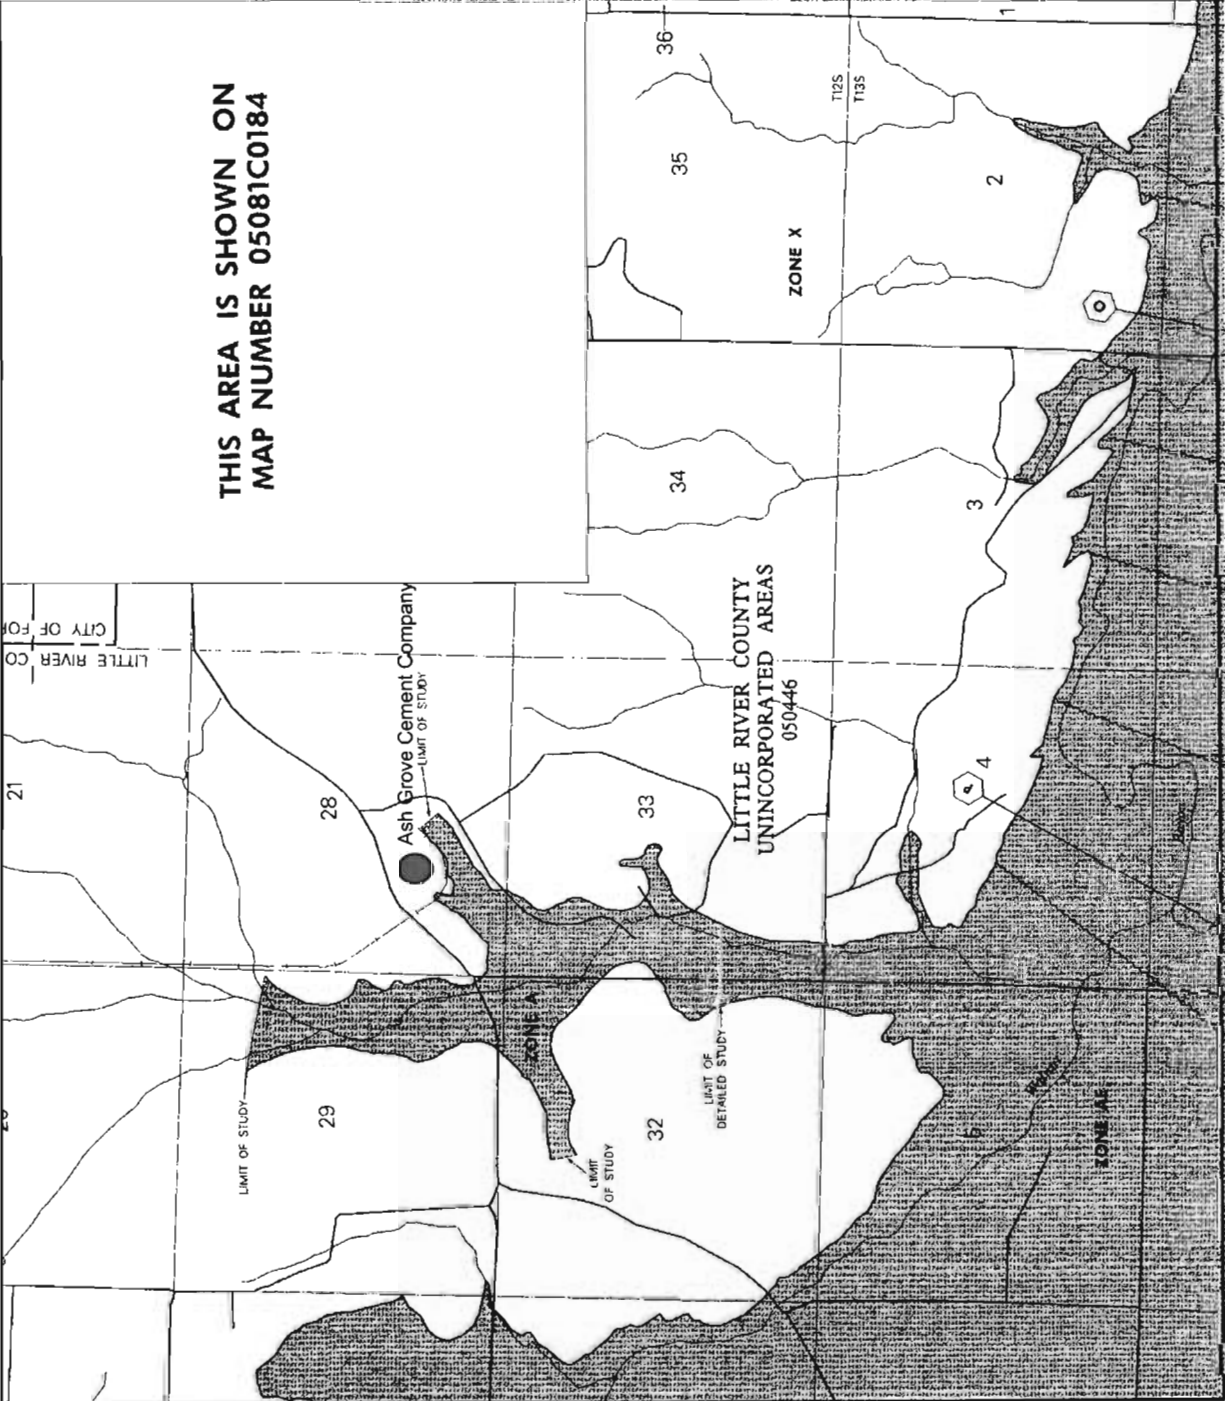 THIS AREA IS SHOWN ON
MAP NUMBER 05081C0184
36
1
T12S
T13S
35
2
ZONE X
O
34
3
CITY OF FOR
LITTLE RIVER CO
LITTLE RIVER COUNTY
UNINCORPORATED AREAS
050446
Ash Grove Cement Company
LIMIT OF STUDY
21
28
33
4
P
River
ZONE A
LIMIT OF
DETAILED STUDY
LIMIT OF STUDY
29
32
LIMIT
OF STUDY
5
ZONE AE